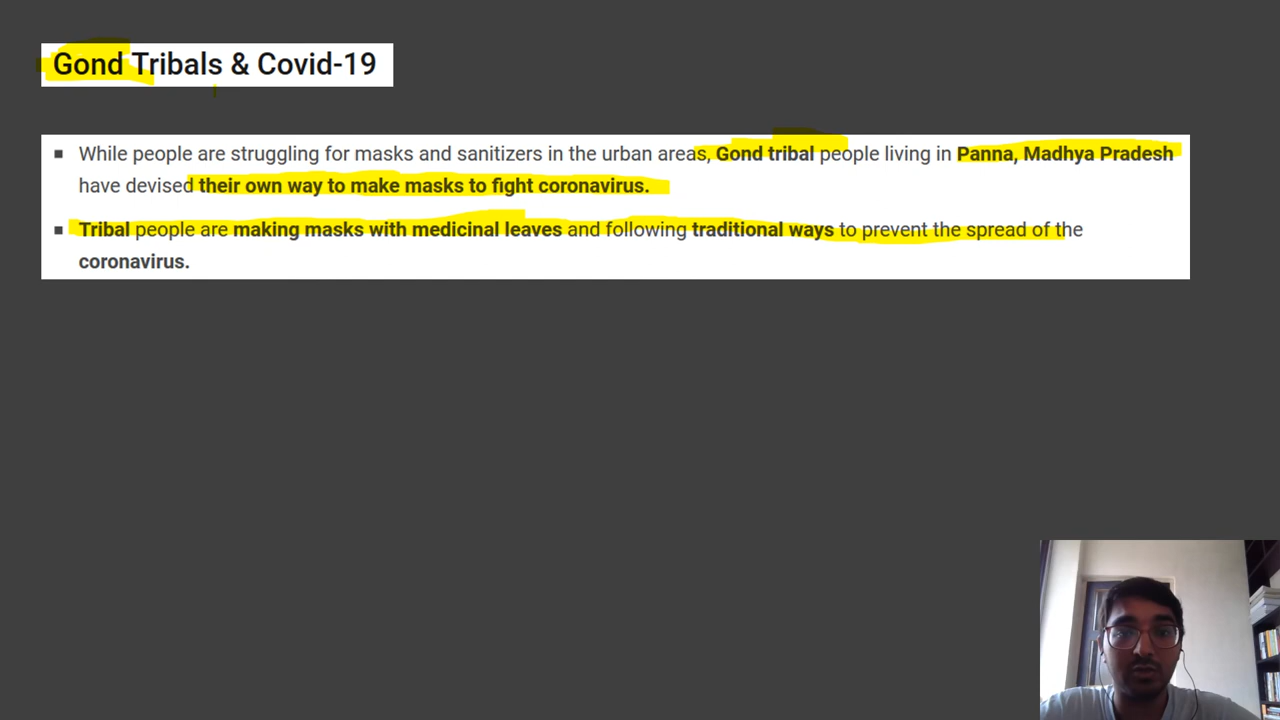 Gond Tribals & Covid-19
▪ While people are struggling for masks and sanitizers in the urban areas, Gond tribal people living in Panna, Madhya Pradesh
have devised their own way to make masks to fight coronavirus.
▪ Tribal people are making masks with medicinal leaves and following traditional ways to prevent the spread of the
coronavirus.